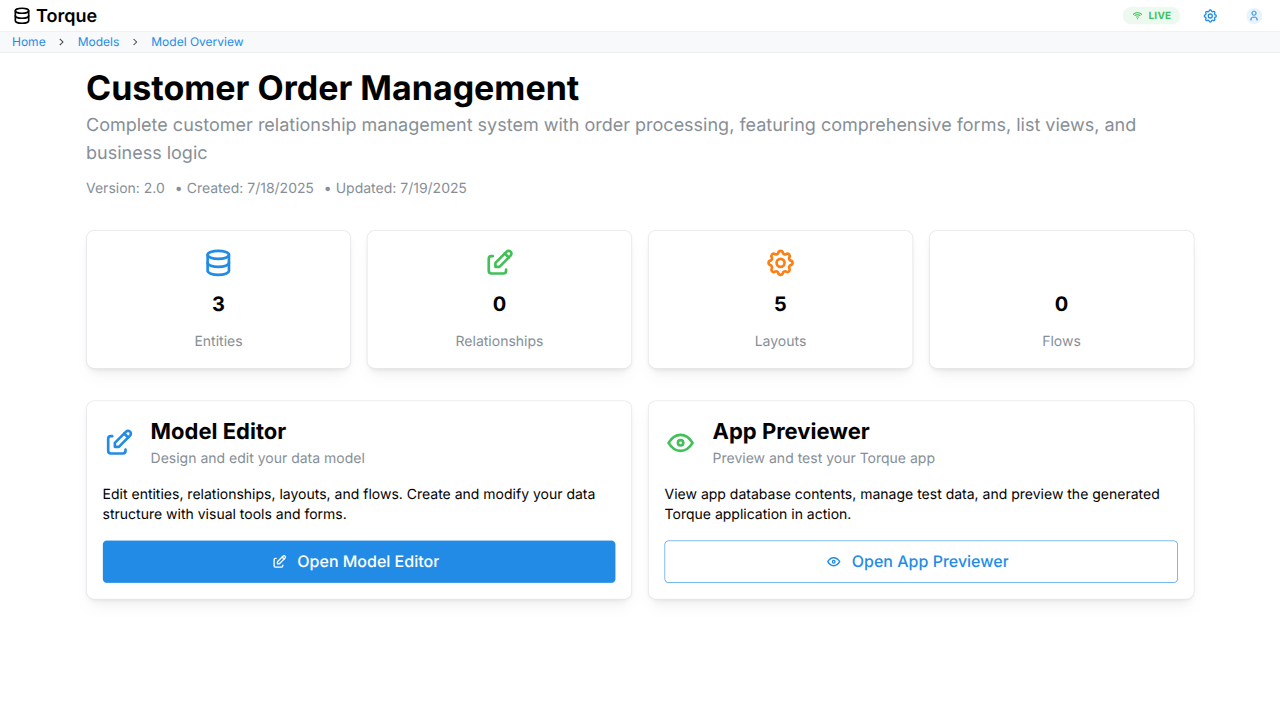 Torque
LIVE
Home
Models
Model Overview
Customer Order Management
Complete customer relationship management system with order processing, featuring comprehensive forms, list views, and
business logic
Version: 2.0 • Created: 7/18/2025 • Updated: 7/19/2025
3
Entities
0
Relationships
5
Layouts
0
Flows
Model Editor
Design and edit your data model
Edit entities, relationships, layouts, and flows. Create and modify your data
structure with visual tools and forms.
Open Model Editor
App Previewer
Preview and test your Torque app
View app database contents, manage test data, and preview the generated
Torque application in action.
Open App Previewer